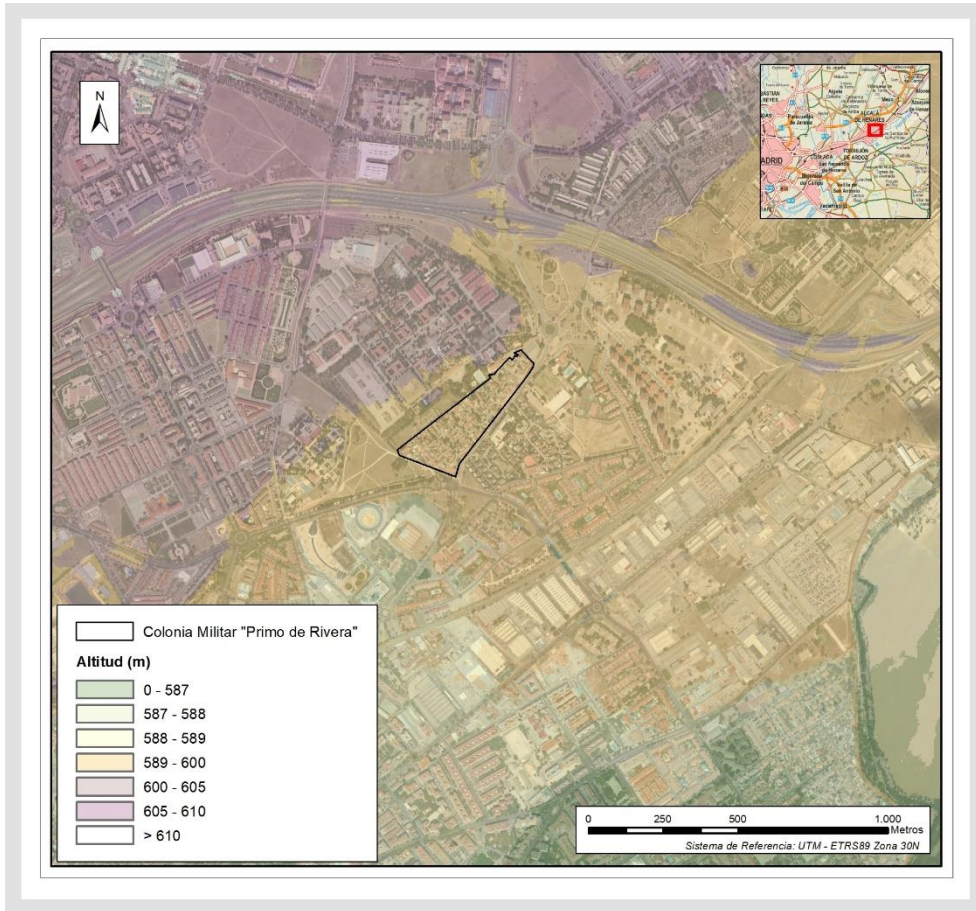 N
ALCALÁ
DE HENARES
MADRID
COSLADA
TORREJÓN
DE ARDOZ
Colonia Militar "Primo de Rivera"
Altitud (m)
0 - 587
587 - 588
588 - 589
589 - 600
600 - 605
605 - 610
> 610
0 250 500 1.000
Metros
Sistema de Referencia: UTM - ETRS89 Zona 30N